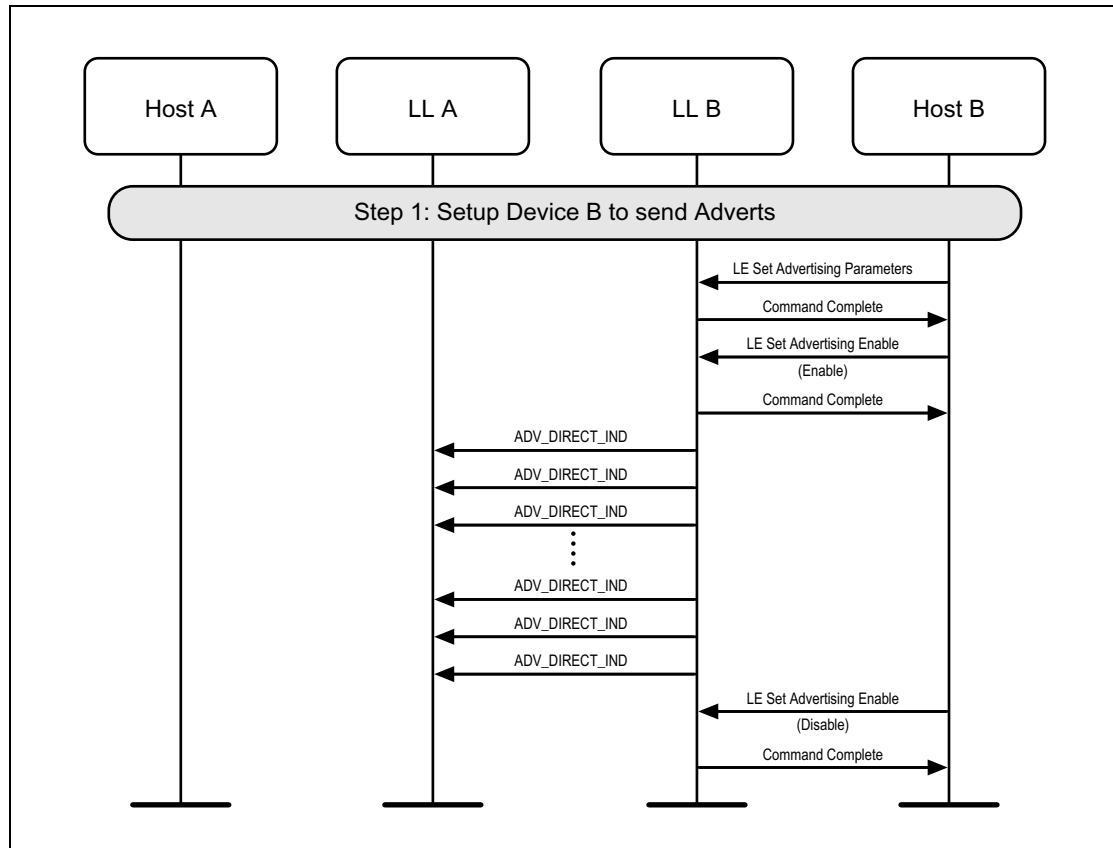 Host A
LL A
LL B
Host B
Step 1: Setup Device B to send Adverts
LE Set Advertising Parameters
Command Complete
LE Set Advertising Enable
(Enable)
Command Complete
ADV_DIRECT_IND
ADV_DIRECT_IND
ADV_DIRECT_IND
ADV_DIRECT_IND
ADV_DIRECT_IND
ADV_DIRECT_IND
LE Set Advertising Enable
(Disable)
Command Complete